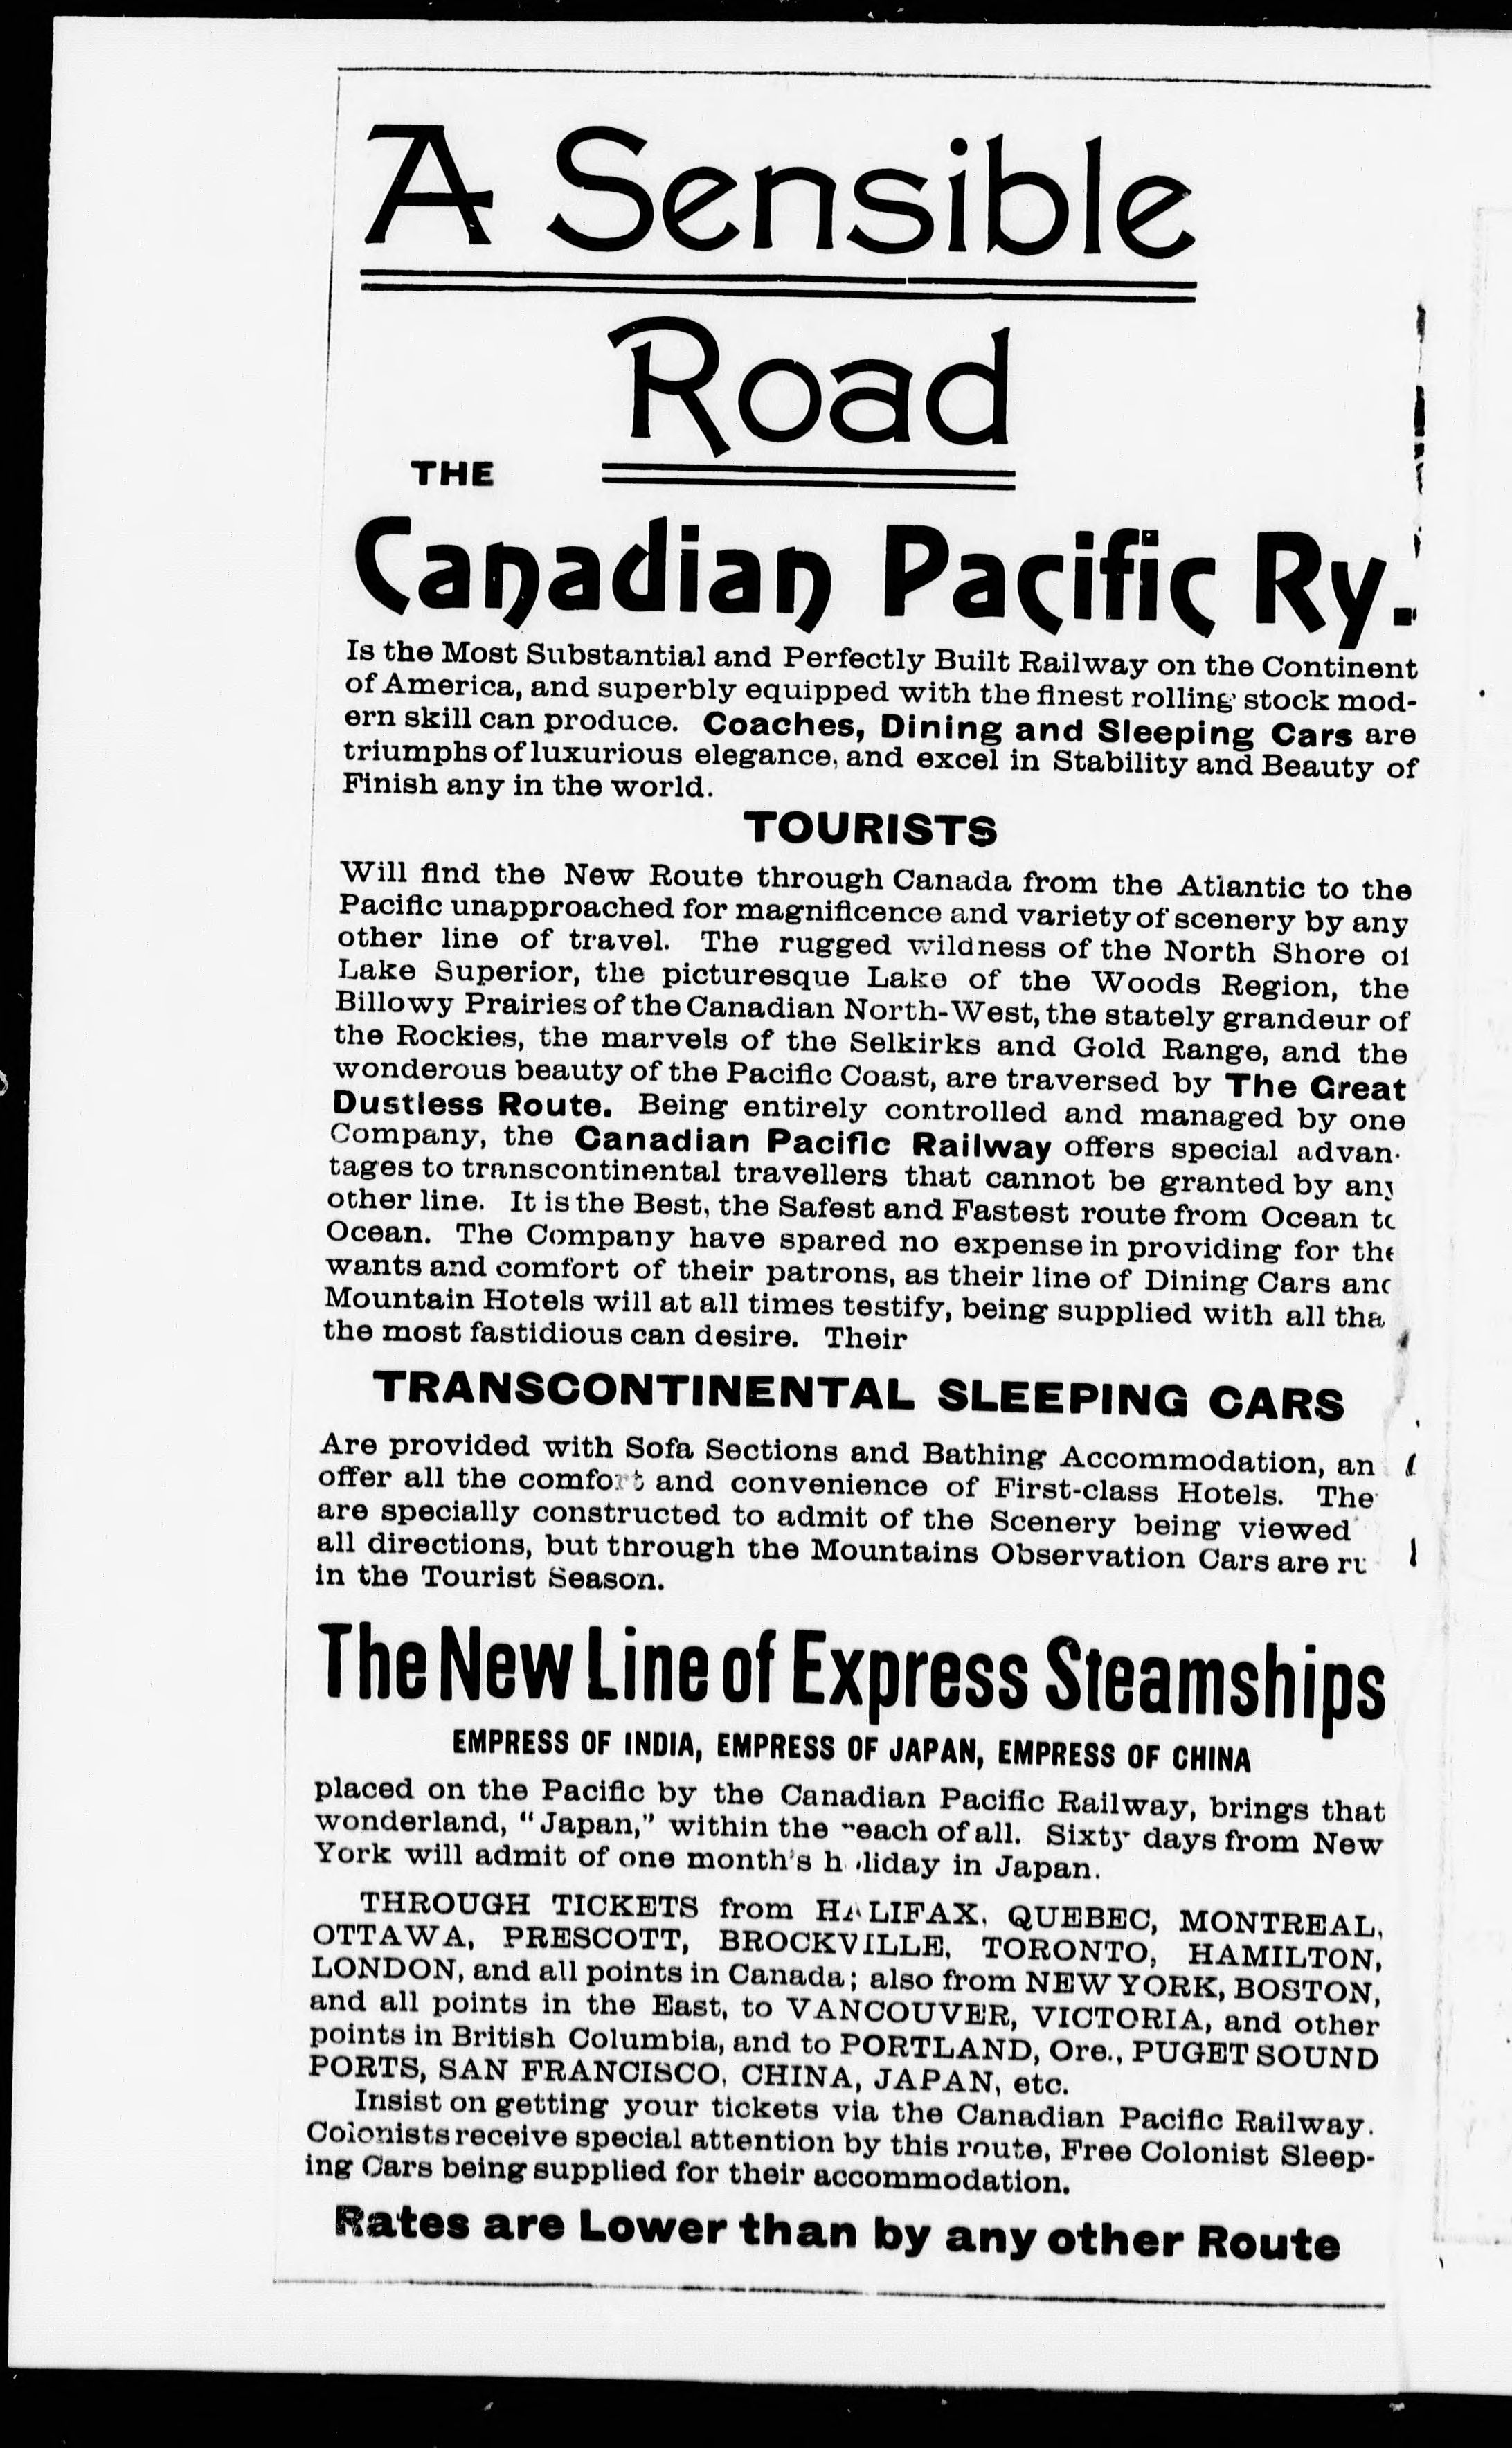 A Sensible
Road
THE
Canadian Pacific Ry.
Is the Most Substantial and Perfectly Built Railway on the Continent
of America, and superbly equipped with the finest rolling stock mod-
ern skill can produce. Coaches, Dining and Sleeping Cars are
triumphs of luxurious elegance, and excel in Stability and Beauty of
Finish any in the world.
TOURISTS
Will find the New Route through Canada from the Atlantic to the
Pacific unapproached for magnificence and variety of scenery by any
other line of travel. The rugged wildness of the North Shore of
Lake Superior, the picturesque Lake of the Woods Region, the
Billowy Prairies of the Canadian North-West, the stately grandeur of
the Rockies, the marvels of the Selkirks and Gold Range, and the
wonderous beauty of the Pacific Coast, are traversed by The Great
Dustless Route. Being entirely controlled and managed by one
Company, the Canadian Pacific Railway offers special advan-
tages to transcontinental travellers that cannot be granted by any
other line. It is the Best, the Safest and Fastest route from Ocean to
Ocean. The Company have spared no expense in providing for the
wants and comfort of their patrons, as their line of Dining Cars and
Mountain Hotels will at all times testify, being supplied with all tha
the most fastidious can desire. Their
TRANSCONTINENTAL SLEEPING CARS
Are provided with Sofa Sections and Bathing Accommodation, an
offer all the comfort and convenience of First-class Hotels. The
are specially constructed to admit of the Scenery being viewed
all directions, but through the Mountains Observation Cars are ru
in the Tourist Season.
The New Line of Express Steamships
EMPRESS OF INDIA, EMPRESS OF JAPAN, EMPRESS OF CHINA
placed on the Pacific by the Canadian Pacific Railway, brings that
wonderland, "Japan," within the reach of all. Sixty days from New
York will admit of one month's holiday in Japan.
THROUGH TICKETS from HALIFAX, QUEBEC, MONTREAL,
OTTAWA, PRESCOTT, BROCKVILLE, TORONTO, HAMILTON,
LONDON, and all points in Canada; also from NEW YORK, BOSTON,
and all points in the East, to VANCOUVER, VICTORIA, and other
points in British Columbia, and to PORTLAND, Ore., PUGET SOUND
PORTS, SAN FRANCISCO, CHINA, JAPAN, etc.
Insist on getting your tickets via the Canadian Pacific Railway.
Colonists receive special attention by this route, Free Colonist Sleep-
ing Cars being supplied for their accommodation.
Rates are Lower than by any other Route